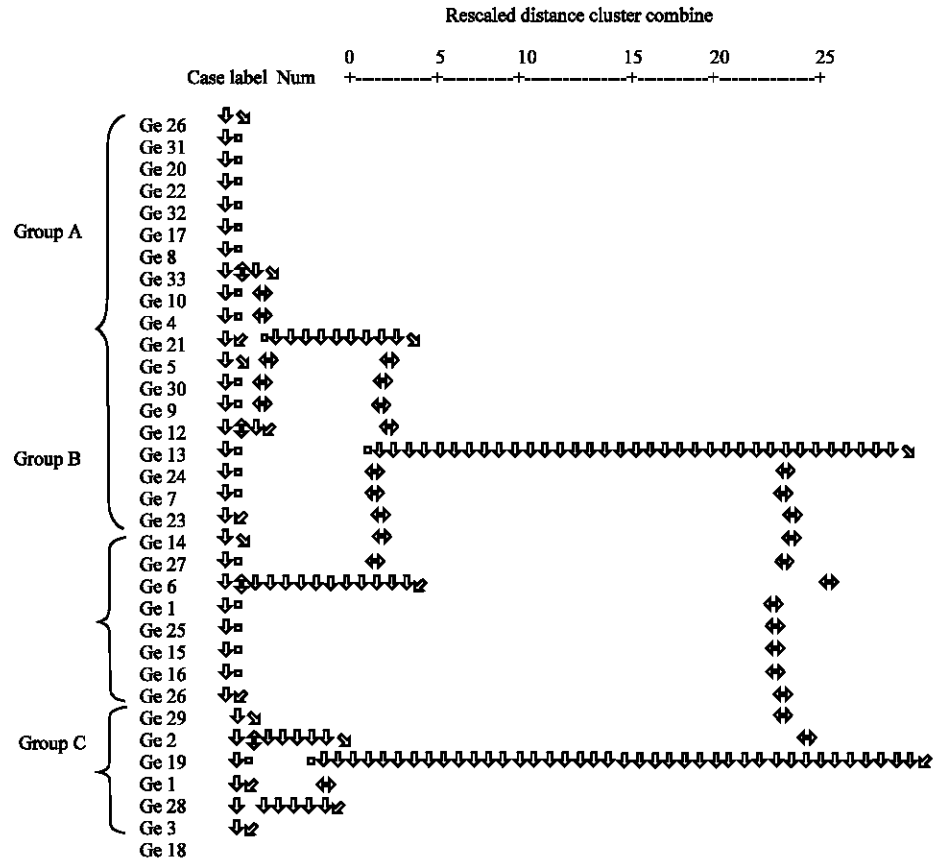 Rescaled distance cluster combine
0 5 10 15 20 25
Case label Num +---------+---------+---------+---------+---------+
Ge 26
Ge 31
Ge 20
Ge 22
Ge 32
Group A Ge 17
Ge 8
Ge 33
Ge 10
Ge 4
Ge 21
Ge 5
Ge 30
Ge 9
Ge 12
Group B Ge 13
Ge 24
Ge 7
Ge 23
Ge 14
Ge 27
Ge 6
Ge 1
Ge 25
Ge 15
Ge 16
Ge 26
Ge 29
Group C Ge 2
Ge 19
Ge 1
Ge 28
Ge 3
Ge 18